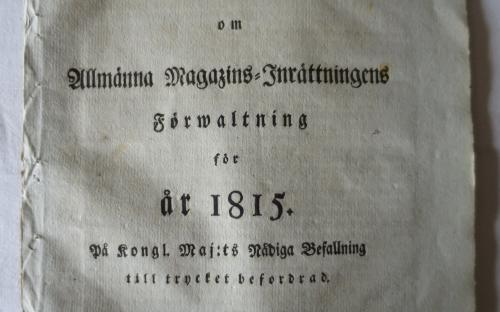 om
Allmänna Magazins-Inrättningens
Förwaltning
för
år 1815.
På Kongl. Maj:ts Nådiga Befallning
till trycket befordrad.